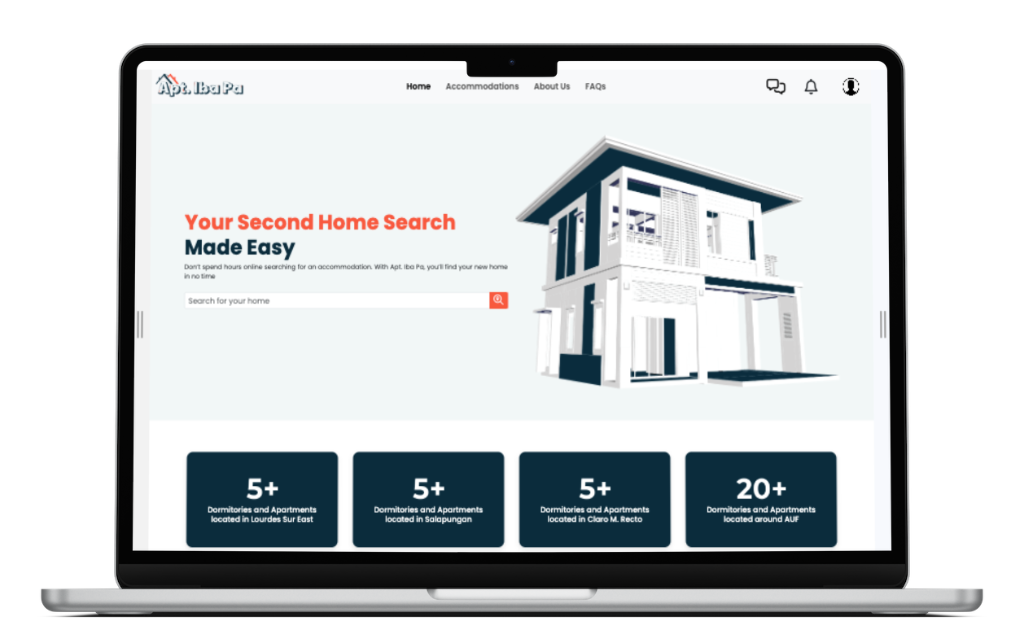 Apt. Iba Pa
Home
Accommodations
About Us
FAQs
Your Second Home Search
Made Easy
Don't spend hours online searching for an accommodation. With Apt. Iba Pa, you'll find your new home
in no time
Search for your home
5+
Dormitories and Apartments
located in Lourdes Sur East
5+
Dormitories and Apartments
located in Salapungan
5+
Dormitories and Apartments
located in Claro M. Recto
20+
Dormitories and Apartments
located around AUF